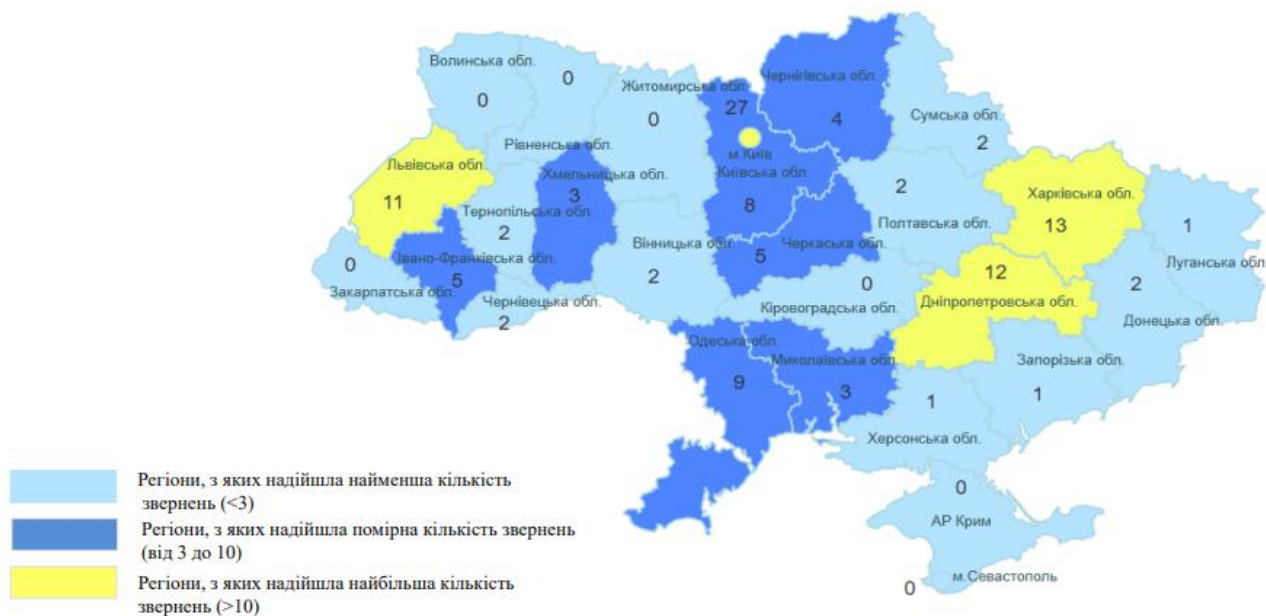 Волинська обл.
0
0
Житомирська обл.
0
27
Чернігівська обл.
4
Сумська обл.
2
Рівненська обл.
Львівська обл.
11
Хмельницька обл.
3
м.Київ
Київська обл.
8
2
Полтавська обл.
Харківська обл.
13
1
Луганська обл.
Тернопільська обл.
2
Вінницька обл.
2
Черкаська обл.
5
Івано-Франківська обл.
5
0
Закарпатська обл.
Чернівецька обл.
2
0
Кіровоградська обл.
12
Дніпропетровська обл.
2
Донецька обл.
Одеська обл.
9
Миколаївська обл.
3
Запорізька обл.
1
1
Херсонська обл.
0
АР Крим
0
м.Севастополь
Регіони, з яких надійшла найменша кількість
звернень (<3)
Регіони, з яких надійшла помірна кількість звернень
(від 3 до 10)
Регіони, з яких надійшла найбільша кількість
звернень (>10)